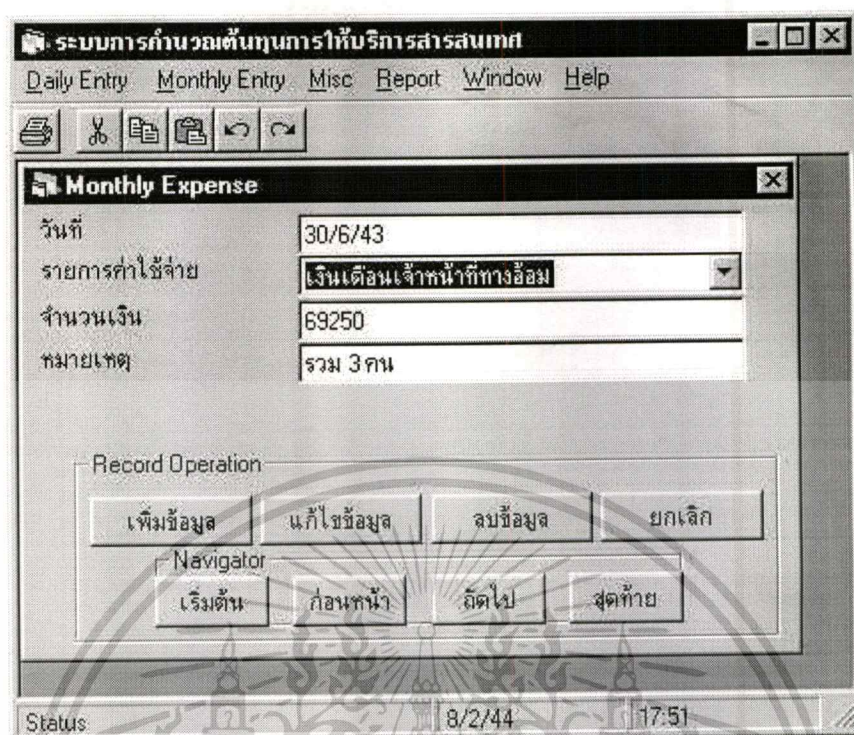 ระบบการคำนวณต้นทุนการให้บริการสารสนเทศ
Daily Entry Monthly Entry Misc Report Window Help
Monthly Expense
วันที่ 30/6/43
รายการค่าใช้จ่าย เงินเดือนเจ้าหน้าที่ทางอ้อม
จำนวนเงิน 69250
หมายเหตุ รวม 3 คน
Record Operation
เพิ่มข้อมูล แก้ไขข้อมูล ลบข้อมูล ยกเลิก
Navigator
เริ่มต้น ก่อนหน้า ถัดไป สุดท้าย
Status 8/2/44 17:51